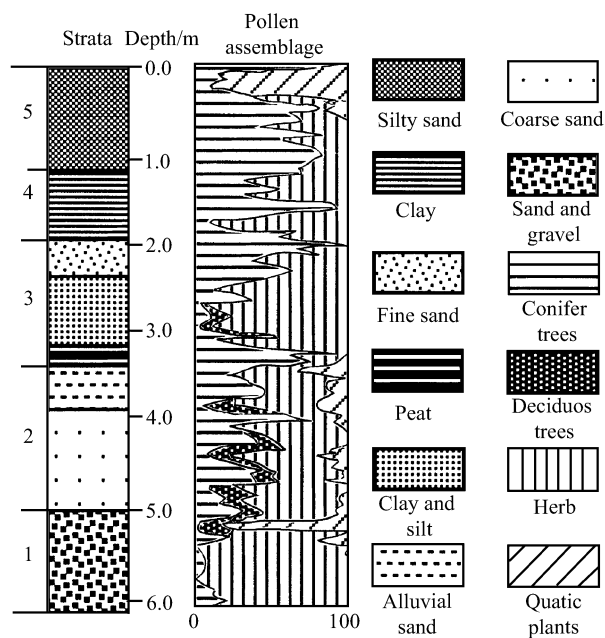 Pollen
Strata Depth/m assemblage
0.0
5
1.0
4
2.0
3
3.0
4.0
2
5.0
1
6.0
0 100
Silty sand
Coarse sand
Clay
Sand and
gravel
Fine sand
Conifer
trees
Peat
Deciduos
trees
Clay and
silt
Herb
Alluvial
sand
Quatic
plants